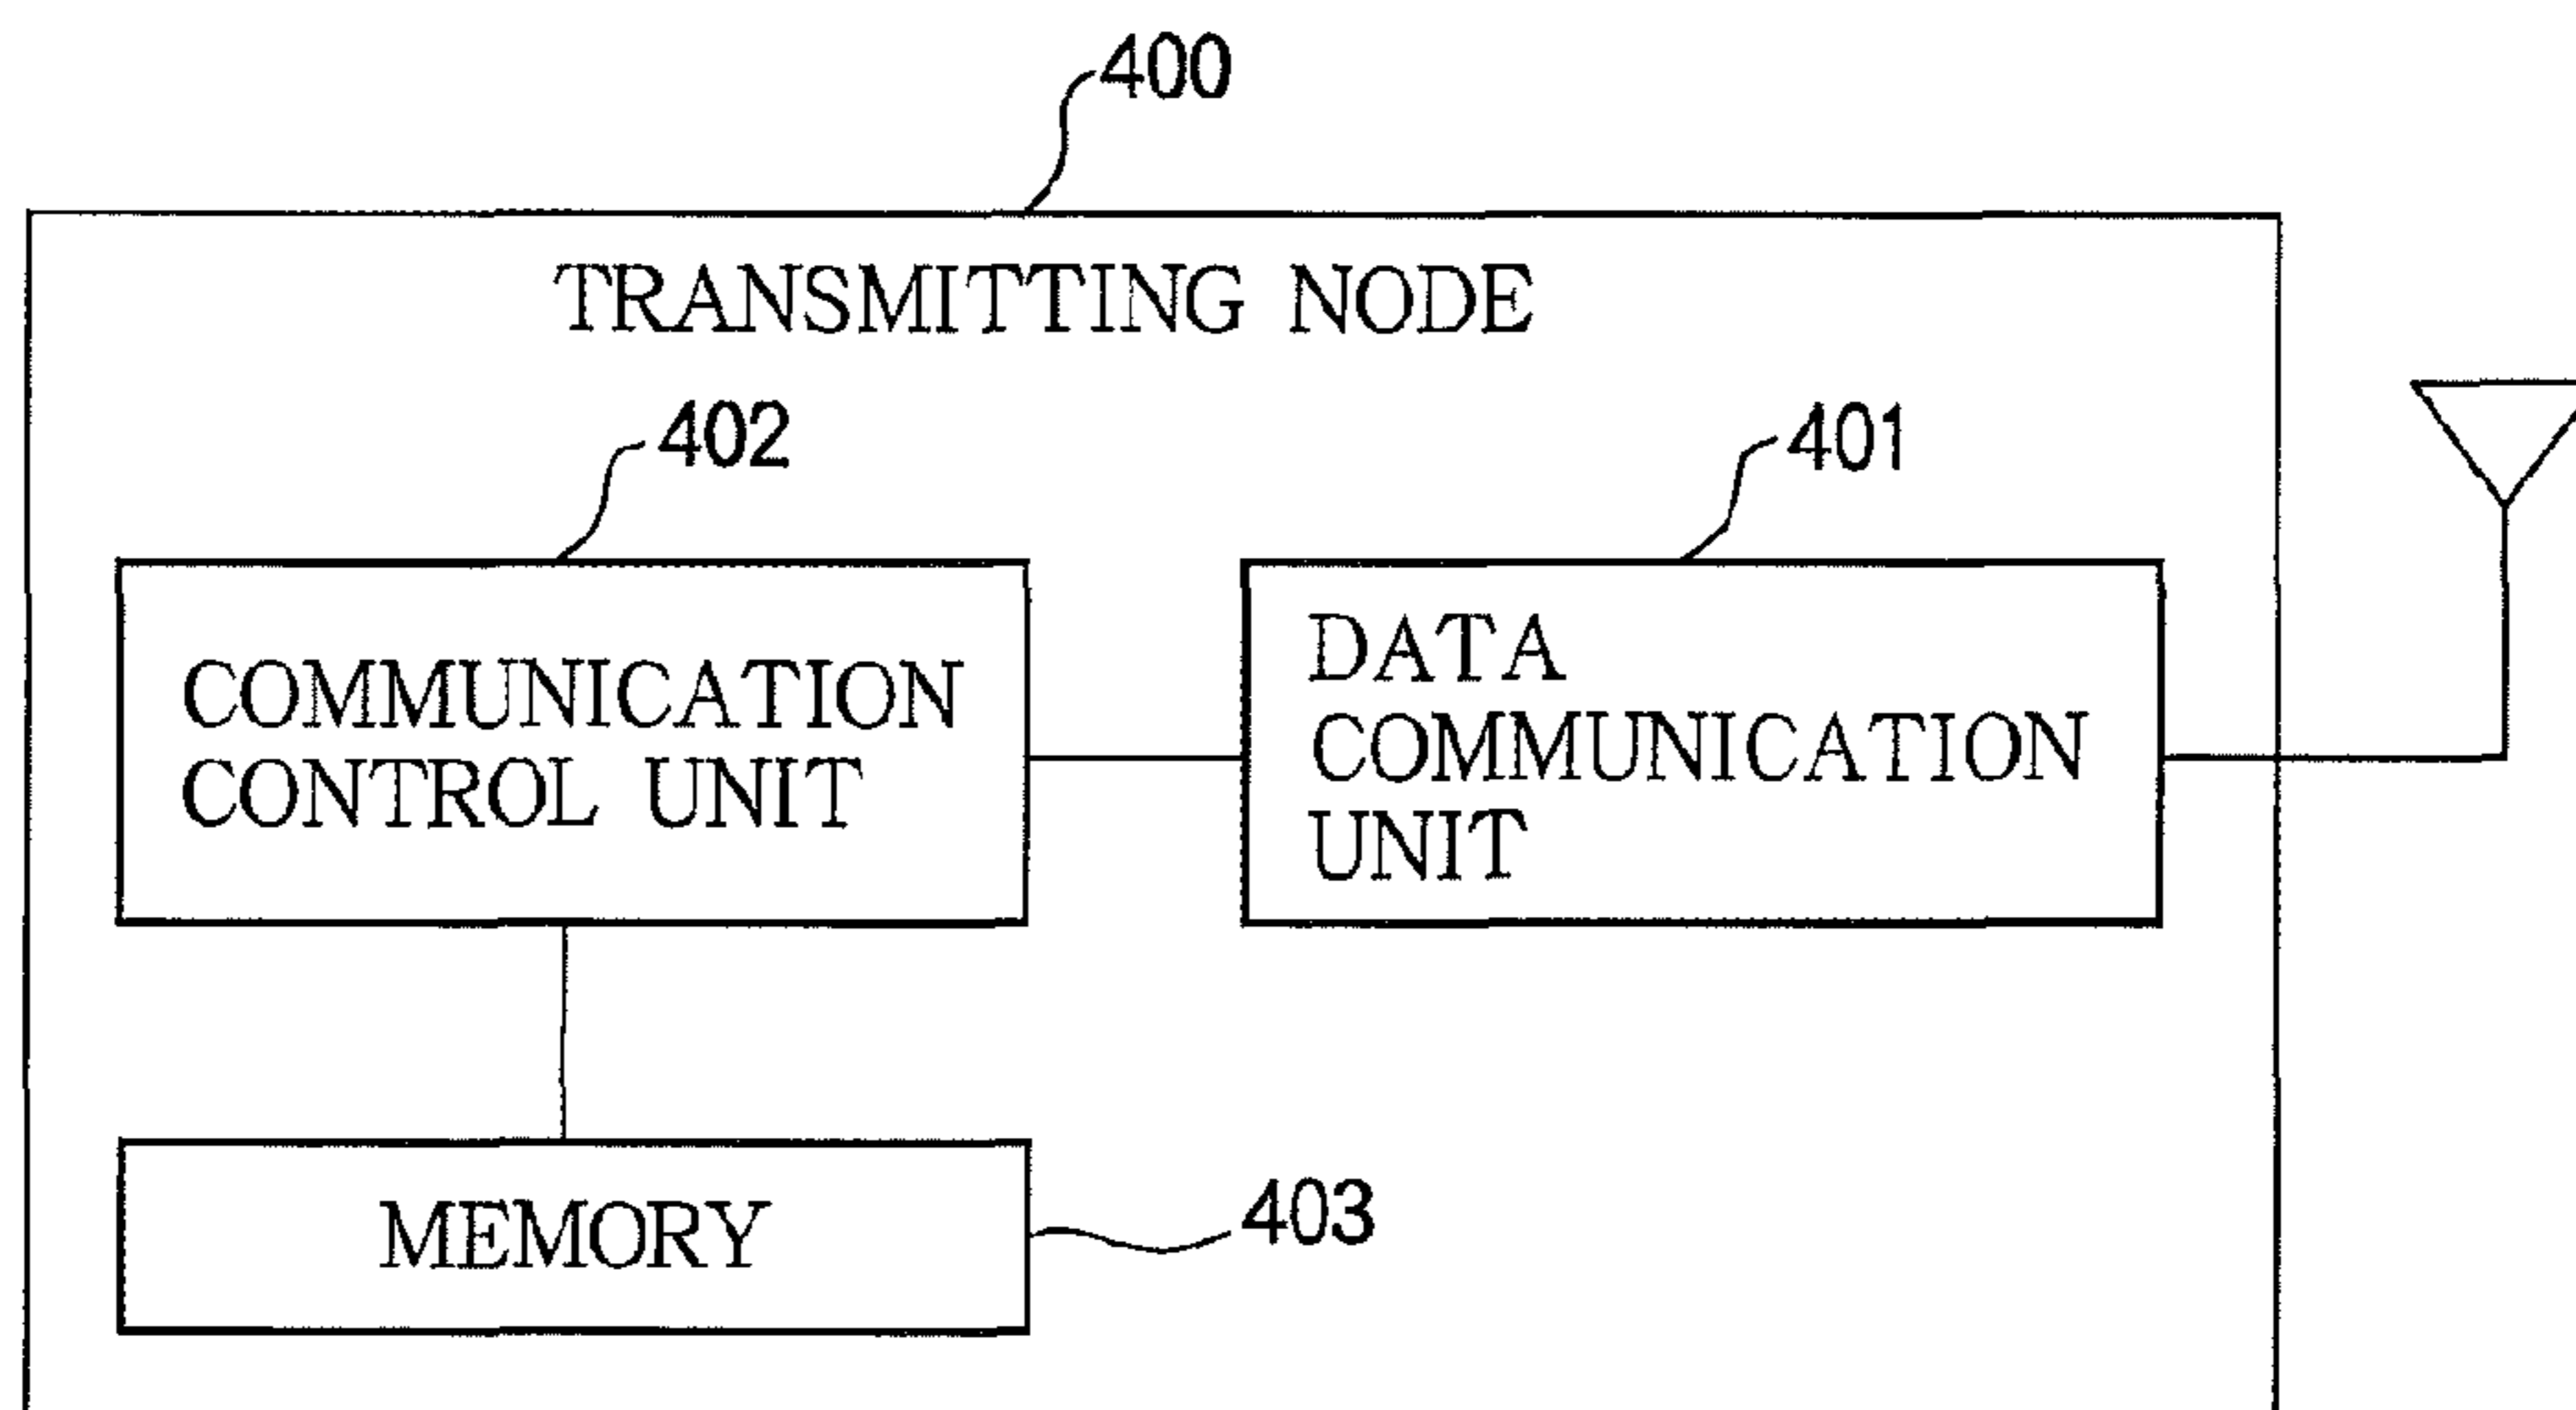 400
TRANSMITTING NODE
402
401
COMMUNICATION
CONTROL UNIT
DATA
COMMUNICATION
UNIT
MEMORY
403